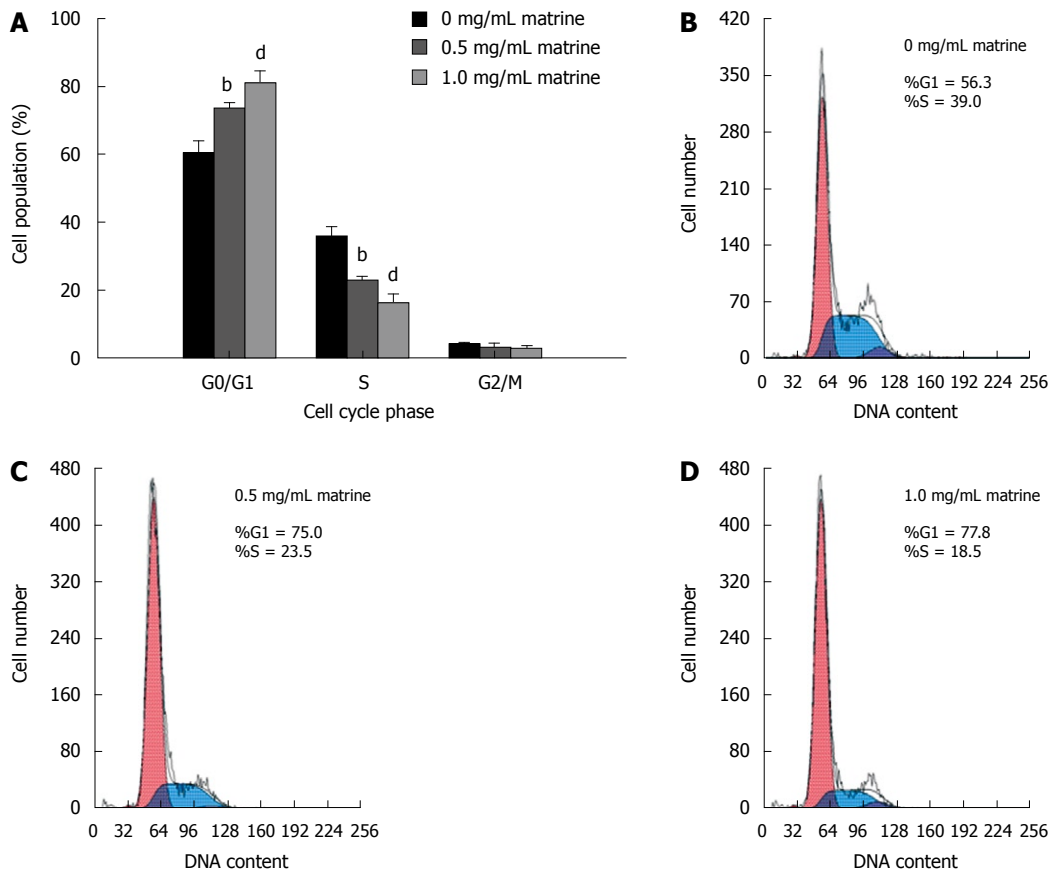 A
0 mg/mL matrine
0.5 mg/mL matrine
1.0 mg/mL matrine
100
80
60
40
20
0
Cell population (%)
b
d
b
d
G0/G1
S
G2/M
Cell cycle phase
B
0 mg/mL matrine
%G1 = 56.3
%S = 39.0
420
350
280
210
140
70
0
Cell number
0 32 64 96 128 160 192 224 256
DNA content
C
0.5 mg/mL matrine
%G1 = 75.0
%S = 23.5
480
400
320
240
160
80
0
Cell number
0 32 64 96 128 160 192 224 256
DNA content
D
1.0 mg/mL matrine
%G1 = 77.8
%S = 18.5
480
400
320
240
160
80
0
Cell number
0 32 64 96 128 160 192 224 256
DNA content